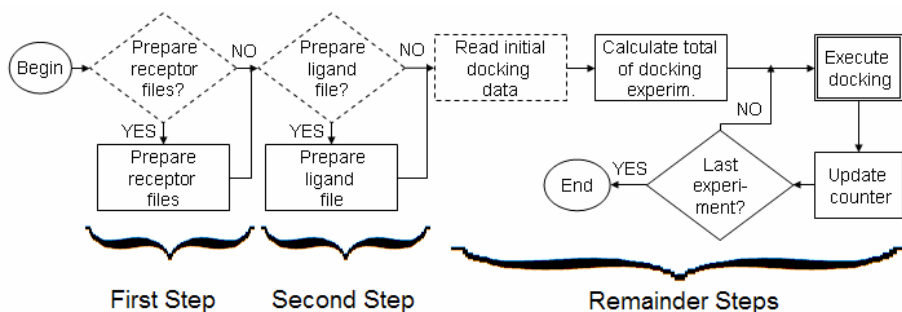 Begin
Prepare
receptor
files?
NO
YES
Prepare
receptor
files
Prepare
ligand
file?
NO
YES
Prepare
ligand
file
Read initial
docking
data
Calculate total
of docking
experim.
Execute
docking
Update
counter
Last
experi-
ment?
NO
YES
End
First Step
Second Step
Remainder Steps